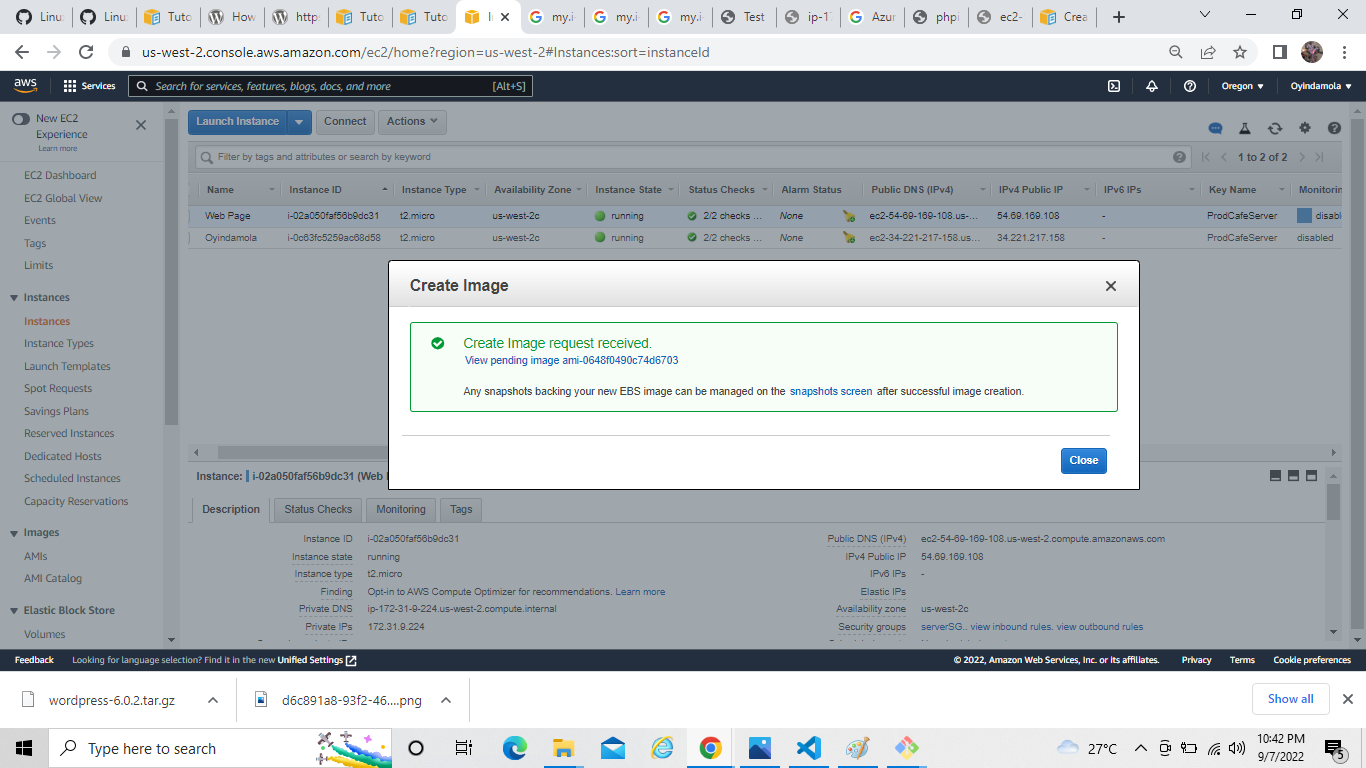 Linu
Linu
Tuto
How
http
Tuto
Tuto
I
my.i
my.i
my.i
Test
ip-1
Azur
phpi
ec2-
Crea
us-west-2.console.aws.amazon.com/ec2/home?region=us-west-2#Instances:sort=instanceId
aws
Services
Search for services, features, blogs, docs, and more
[Alt+S]
Oregon
Oyindamola
New EC2
Experience
Learn more
EC2 Dashboard
EC2 Global View
Events
Tags
Limits
Instances
Instances
Instance Types
Launch Templates
Spot Requests
Savings Plans
Reserved Instances
Dedicated Hosts
Scheduled Instances
Capacity Reservations
Images
AMIs
AMI Catalog
Elastic Block Store
Volumes
Launch Instance
Connect
Actions
Filter by tags and attributes or search by keyword
1 to 2 of 2
Name Instance ID Instance Type Availability Zone Instance State Status Checks Alarm Status Public DNS (IPv4) IPv4 Public IP IPv6 IPs Key Name Monitorin
Web Page i-02a050faf56b9dc31 t2.micro us-west-2c running 2/2 checks ... None ec2-54-69-169-108.us-... 54.69.169.108 - ProdCafeServer disabl
Oyindamola i-0c63fc5259ac68d58 t2.micro us-west-2c running 2/2 checks ... None ec2-34-221-217-158.us... 34.221.217.158 - ProdCafeServer disabled
Create Image
Create Image request received.
View pending image ami-0648f0490c74d6703
Any snapshots backing your new EBS image can be managed on the snapshots screen after successful image creation.
Close
Instance: i-02a050faf56b9dc31 (Web
Description
Status Checks
Monitoring
Tags
Instance ID i-02a050faf56b9dc31
Instance state running
Instance type t2.micro
Finding Opt-in to AWS Compute Optimizer for recommendations. Learn more
Private DNS ip-172-31-9-224.us-west-2.compute.internal
Private IPs 172.31.9.224
Public DNS (IPv4) ec2-54-69-169-108.us-west-2.compute.amazonaws.com
IPv4 Public IP 54.69.169.108
IPv6 IPs -
Elastic IPs
Availability zone us-west-2c
Security groups serverSG.. view inbound rules. view outbound rules
Feedback
Looking for language selection? Find it in the new Unified Settings
© 2022, Amazon Web Services, Inc. or its affiliates.
Privacy
Terms
Cookie preferences
wordpress-6.0.2.tar.gz
d6c891a8-93f2-46....png
Show all
Type here to search
27°C
10:42 PM
9/7/2022
5